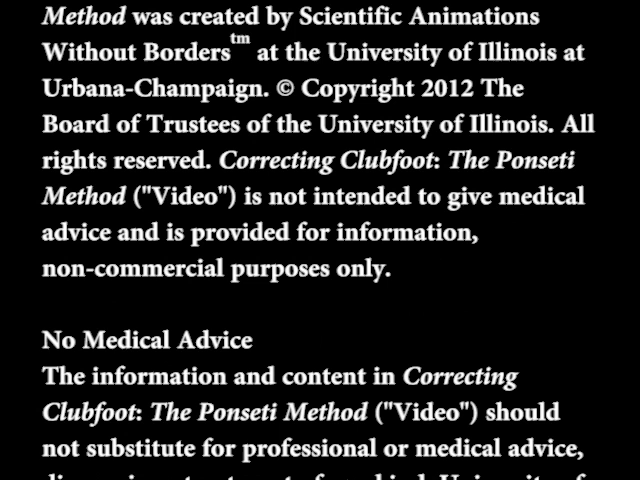 Method was created by Scientific Animations
Without Borders™ at the University of Illinois at
Urbana-Champaign. © Copyright 2012 The
Board of Trustees of the University of Illinois. All
rights reserved. Correcting Clubfoot: The Ponseti
Method ("Video") is not intended to give medical
advice and is provided for information,
non-commercial purposes only.
No Medical Advice
The information and content in Correcting
Clubfoot: The Ponseti Method ("Video") should
not substitute for professional or medical advice,